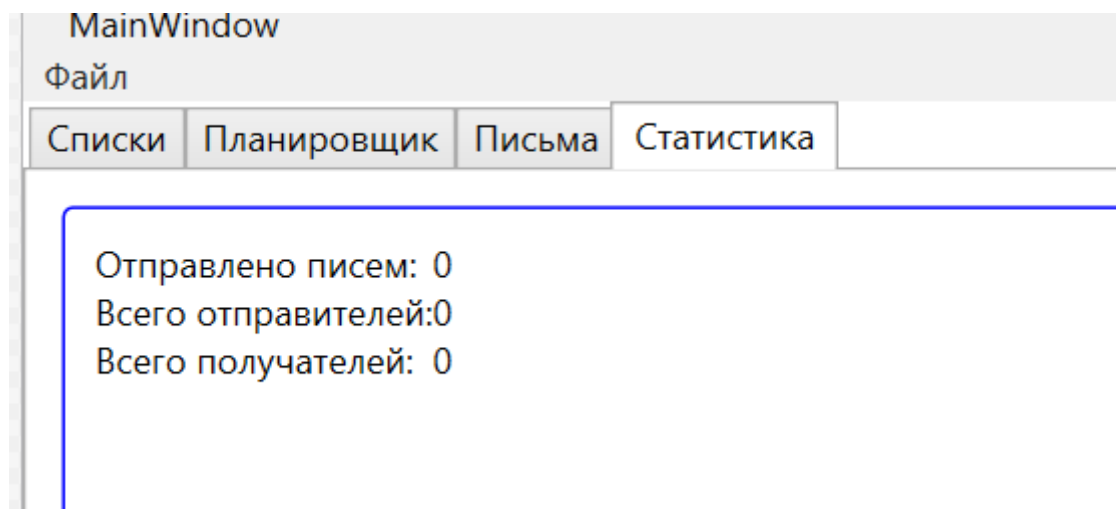 MainWindow
Файл
Списки Планировщик Письма Статистика
Отправлено писем: 0
Всего отправителей:0
Всего получателей: 0